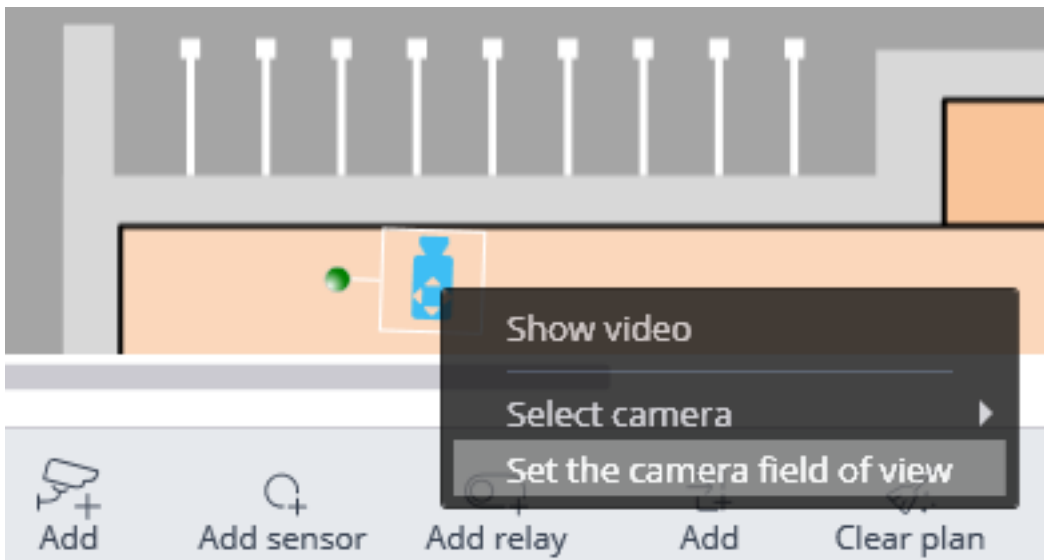 Show video
Select camera
Set the camera field of view
Add
Add sensor
Add relay
Add
Clear plan